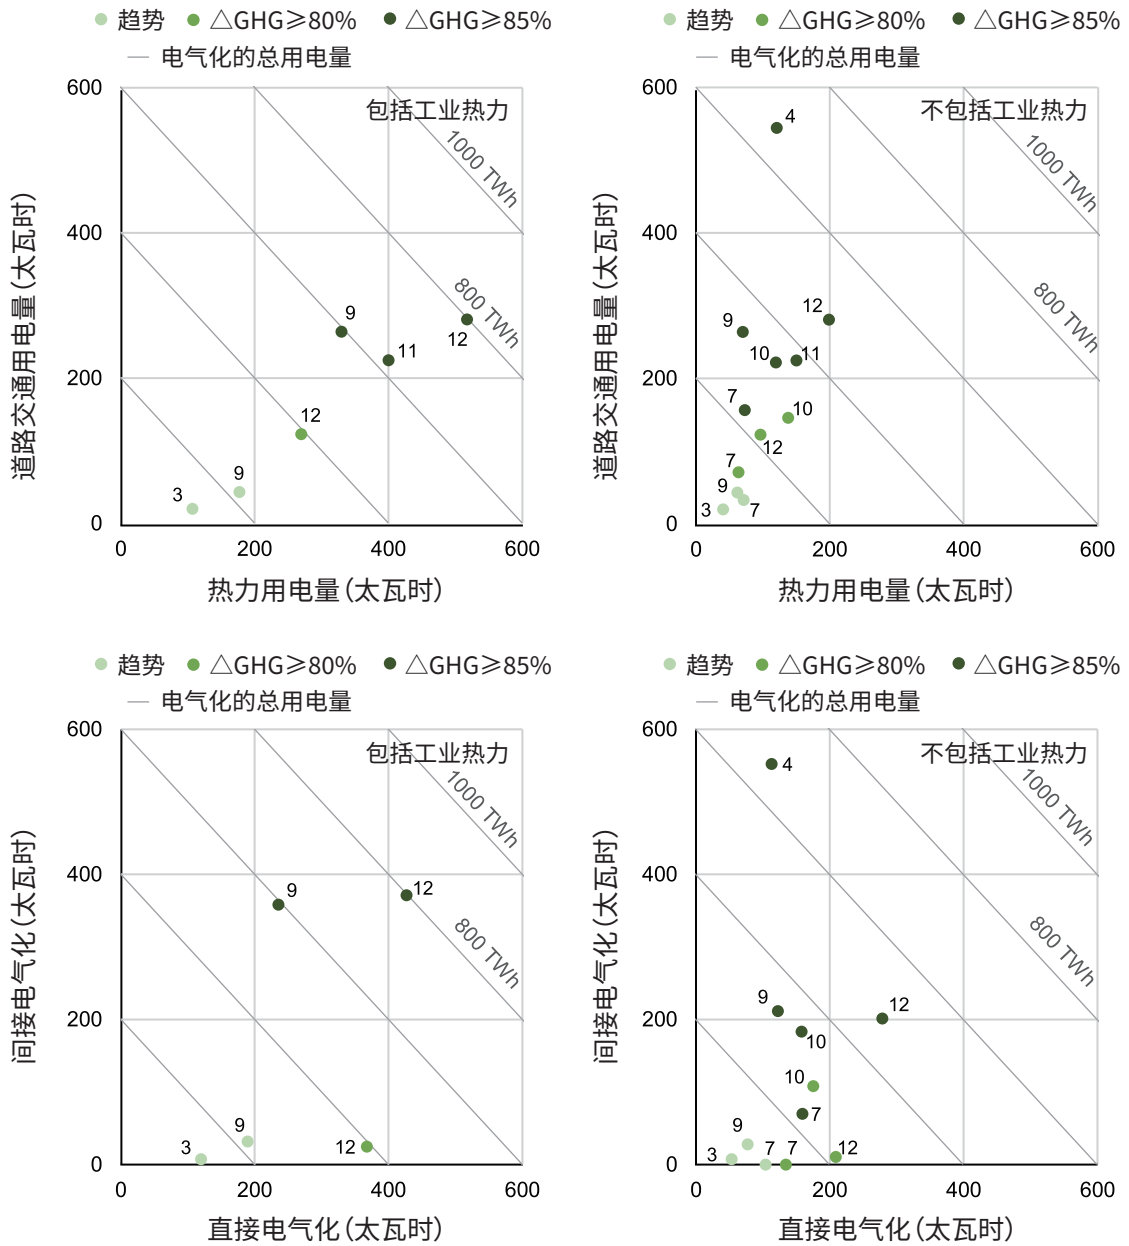 趋势 △GHG≥80% △GHG≥85%
电气化的总用电量
包括工业热力
1000 TWh
800 TWh
道路交通用电量（太瓦时）
600
400
200
0
9
12
11
12
9
3
0 200 400 600
热力用电量（太瓦时）
趋势 △GHG≥80% △GHG≥85%
电气化的总用电量
不包括工业热力
1000 TWh
800 TWh
道路交通用电量（太瓦时）
600
400
200
0
4
12
9
10
11
7
10
12
7
9
3
7
0 200 400 600
热力用电量（太瓦时）
趋势 △GHG≥80% △GHG≥85%
电气化的总用电量
包括工业热力
1000 TWh
800 TWh
间接电气化（太瓦时）
600
400
200
0
9
12
9
3
12
0 200 400 600
直接电气化（太瓦时）
趋势 △GHG≥80% △GHG≥85%
电气化的总用电量
不包括工业热力
1000 TWh
800 TWh
间接电气化（太瓦时）
600
400
200
0
4
9
12
10
10
7
9
3
7
7
12
0 200 400 600
直接电气化（太瓦时）